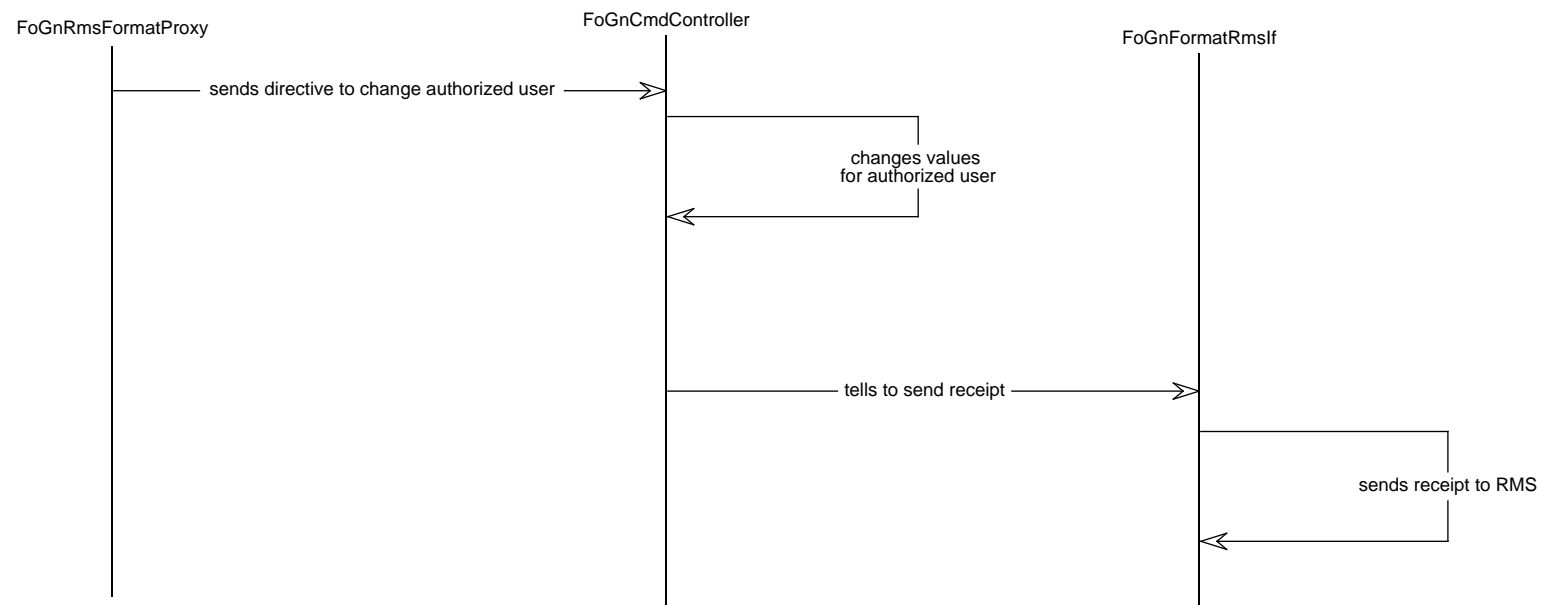 FoGnRmsFormatProxy
FoGnCmdController
FoGnFormatRmsIf
sends directive to change authorized user
changes values
for authorized user
tells to send receipt
sends receipt to RMS